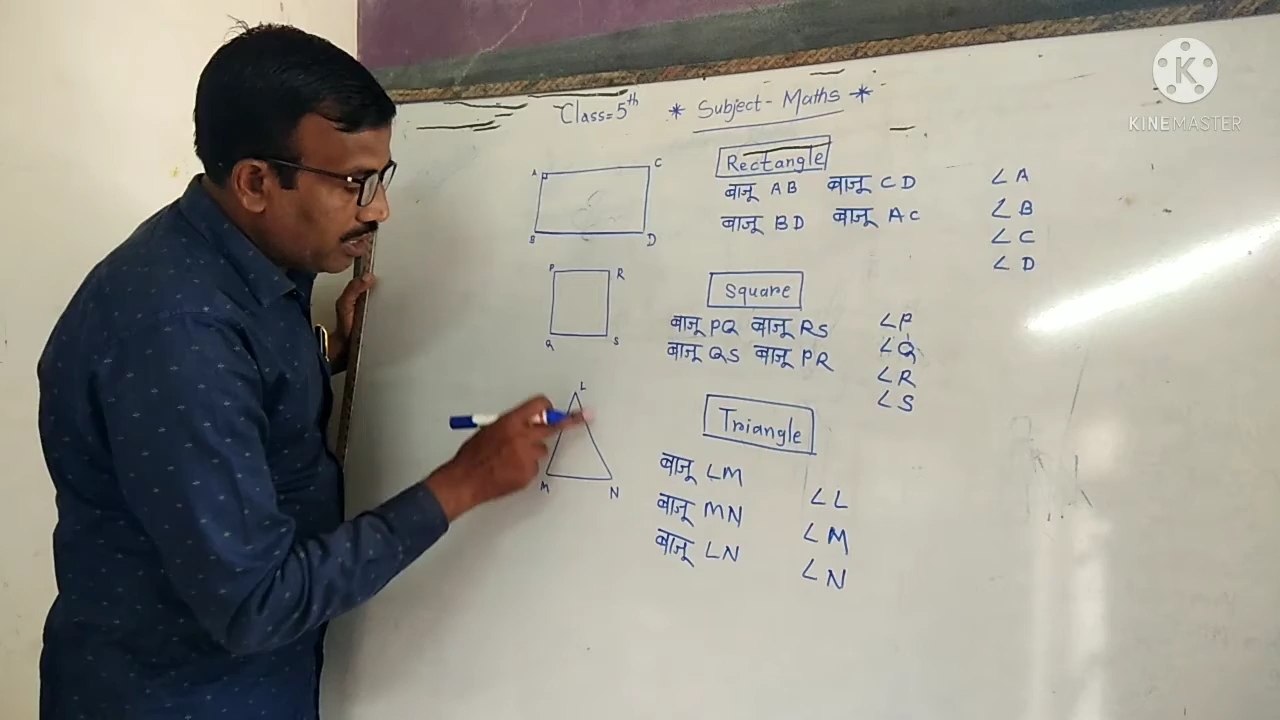 K
KINEMASTER
Class=5th * Subject - Maths *
A C
B D
Rectangle
बाजू AB बाजू CD ∠A
बाजू BD बाजू AC ∠B
∠C
∠D
P R
Q S
Square
बाजू PQ बाजू RS ∠P
बाजू QS बाजू PR ∠Q
∠R
∠S
L
M N
Triangle
बाजू LM ∠L
बाजू MN ∠M
बाजू LN ∠N